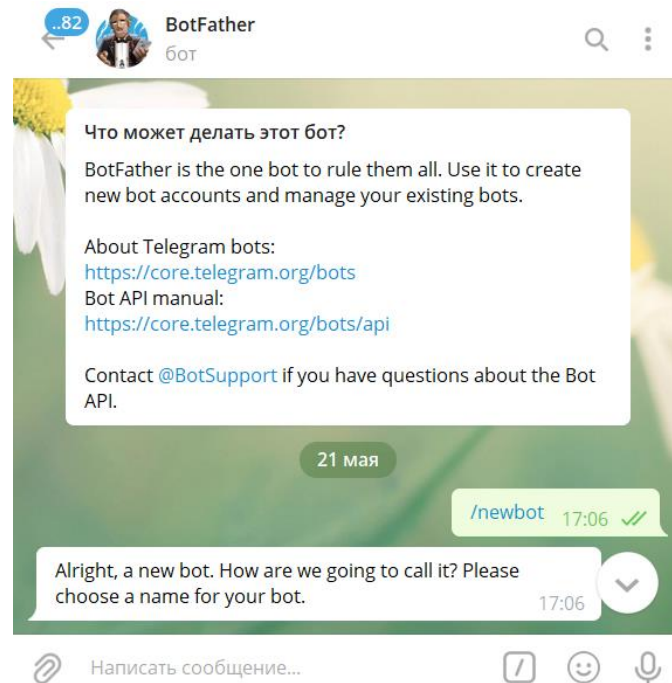 ..82
BotFather
бот
Что может делать этот бот?
BotFather is the one bot to rule them all. Use it to create
new bot accounts and manage your existing bots.
About Telegram bots:
https://core.telegram.org/bots
Bot API manual:
https://core.telegram.org/bots/api
Contact @BotSupport if you have questions about the Bot
API.
21 мая
/newbot 17:06
Alright, a new bot. How are we going to call it? Please
choose a name for your bot. 17:06
Написать сообщение...